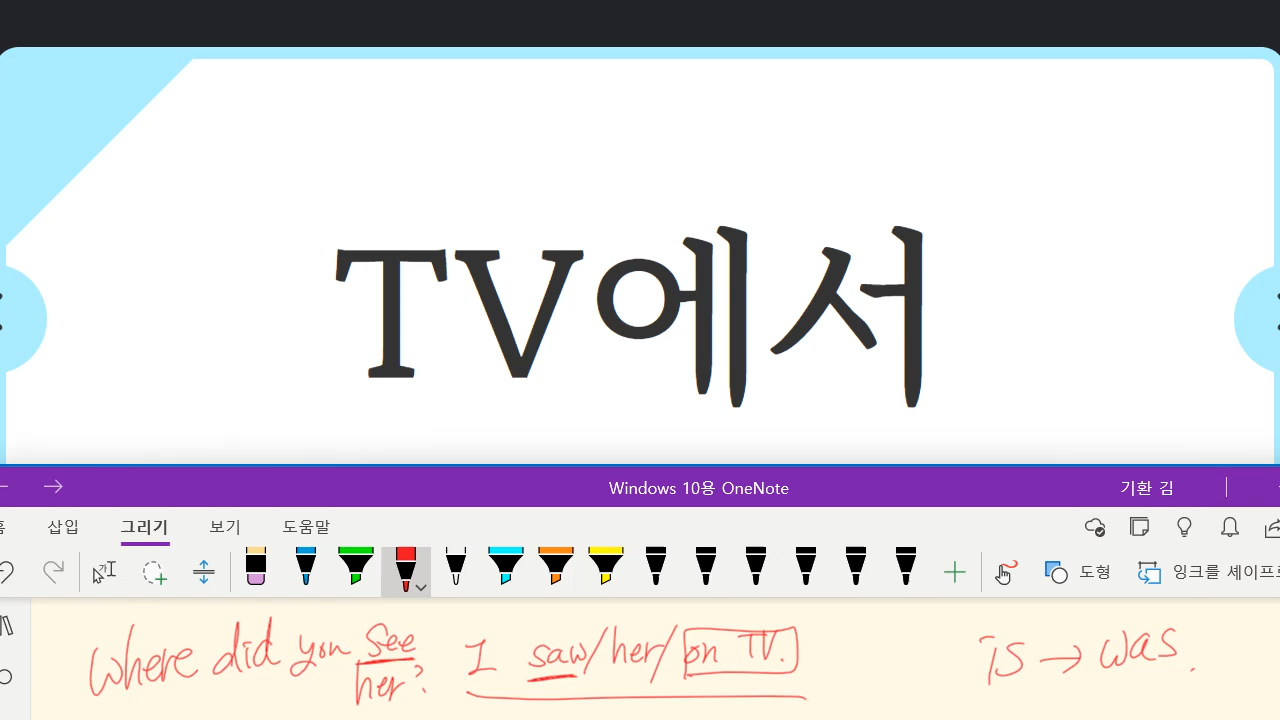 TV에서
Windows 10용 OneNote
기환 김
삽입 그리기 보기 도움말
도형 잉크를 셰이프로
where did you see her? I saw/her/on TV. is → was.